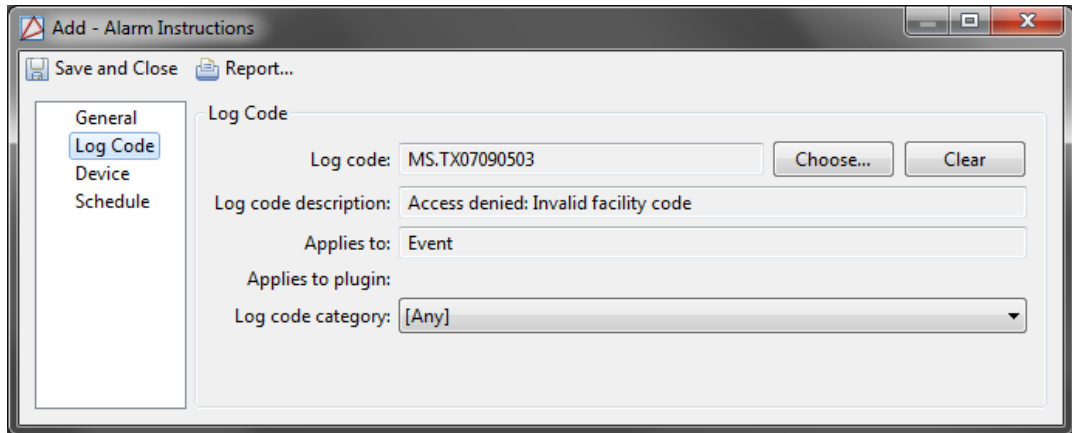 Add - Alarm Instructions
Save and Close Report...
General
Log Code
Device
Schedule
Log Code
Log code: MS.TX07090503 Choose... Clear
Log code description: Access denied: Invalid facility code
Applies to: Event
Applies to plugin:
Log code category: [Any]